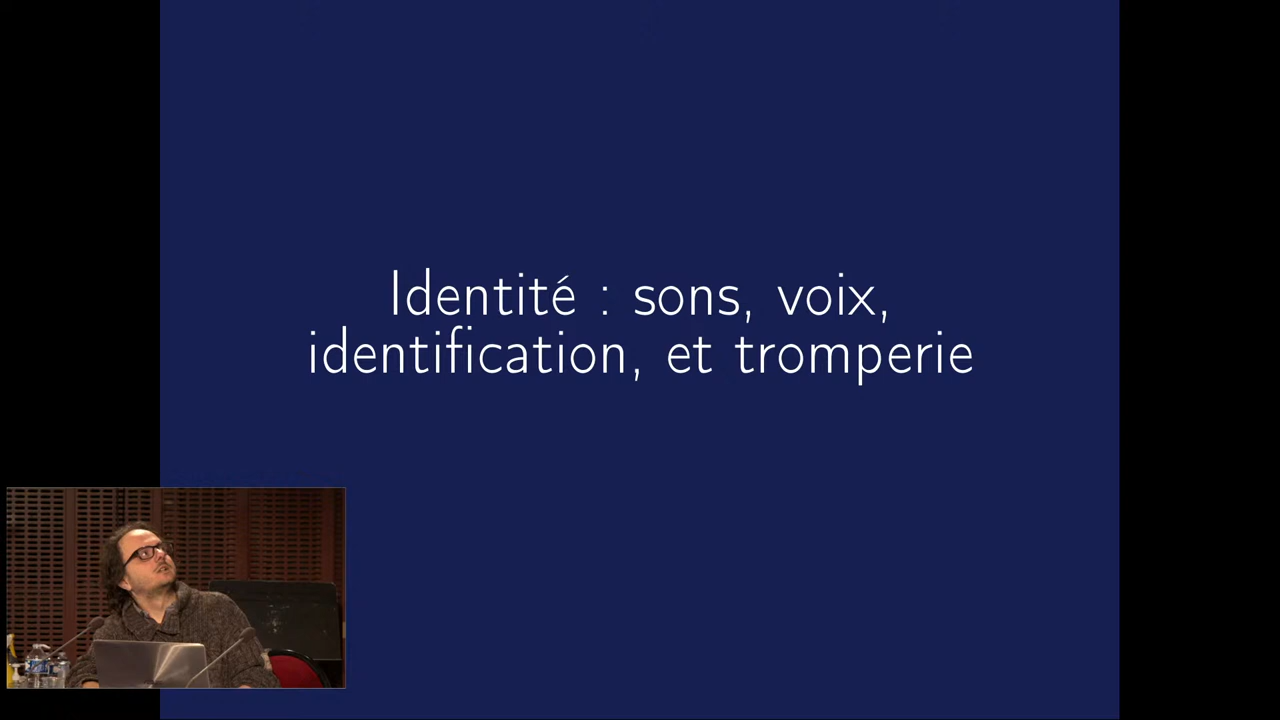 Identité : sons, voix,
identification, et tromperie